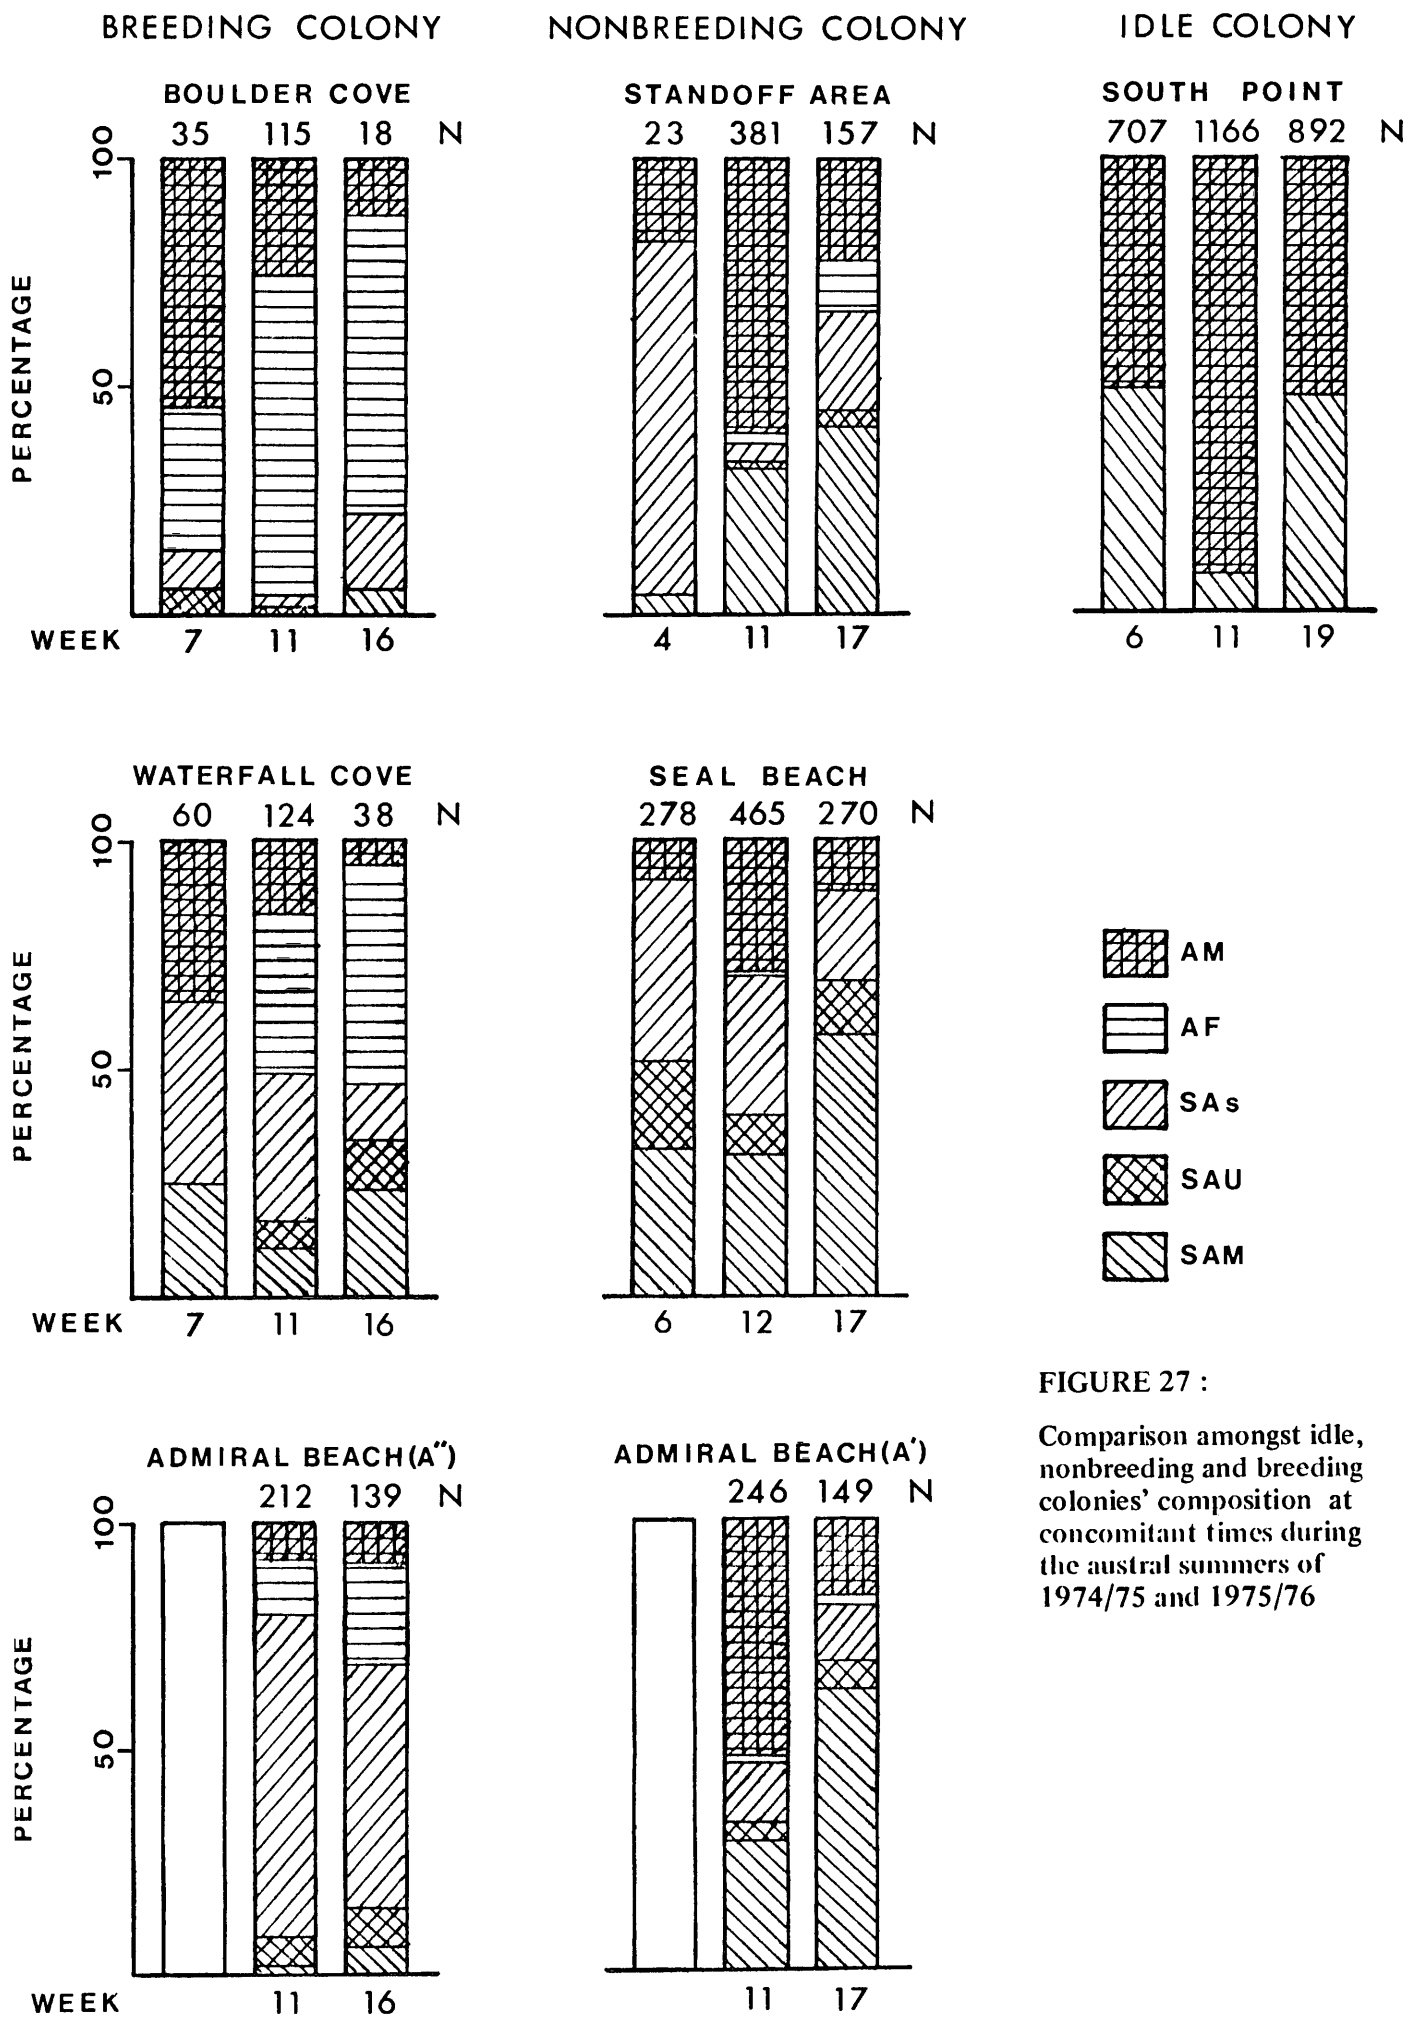 BREEDING COLONY NONBREEDING COLONY IDLE COLONY
BOULDER COVE STANDOFF AREA SOUTH POINT
35 115 18 N 23 381 157 N 707 1166 892 N
100
50
PERCENTAGE
WEEK 7 11 16 4 11 17 6 11 19
WATERFALL COVE SEAL BEACH
60 124 38 N 278 465 270 N
100
50
PERCENTAGE
WEEK 7 11 16 6 12 17
AM
AF
SAs
SAU
SAM
ADMIRAL BEACH(A") ADMIRAL BEACH(A')
212 139 N 246 149 N
100
50
PERCENTAGE
WEEK 11 16 11 17
FIGURE 27 :
Comparison amongst idle,
nonbreeding and breeding
colonies' composition at
concomitant times during
the austral summers of
1974/75 and 1975/76